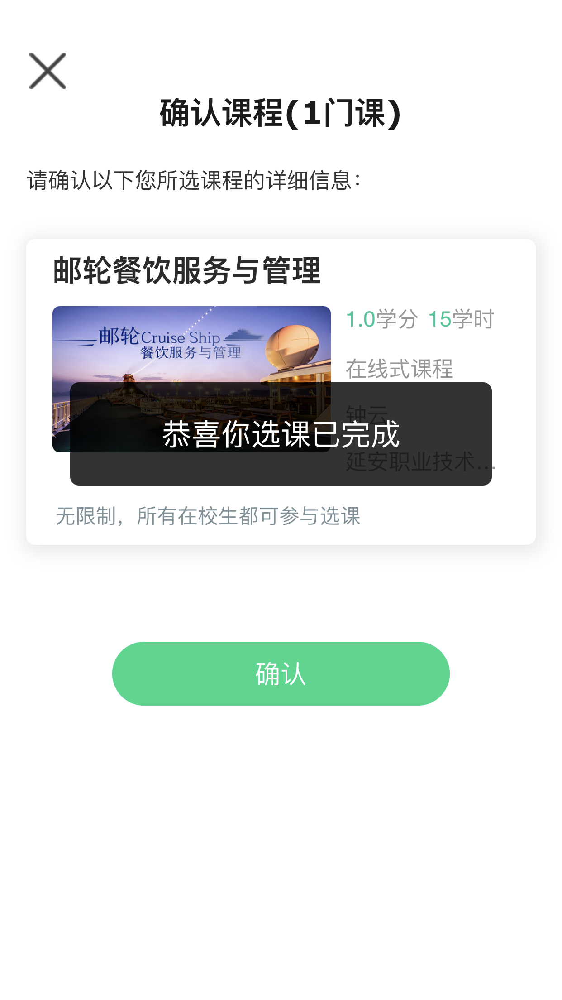 确认课程(1门课)
请确认以下您所选课程的详细信息：
邮轮餐饮服务与管理
邮轮Cruise Ship
餐饮服务与管理
1.0学分 15学时
在线式课程
钟云
恭喜你选课已完成
延安职业技术...
无限制，所有在校生都可参与选课
确认